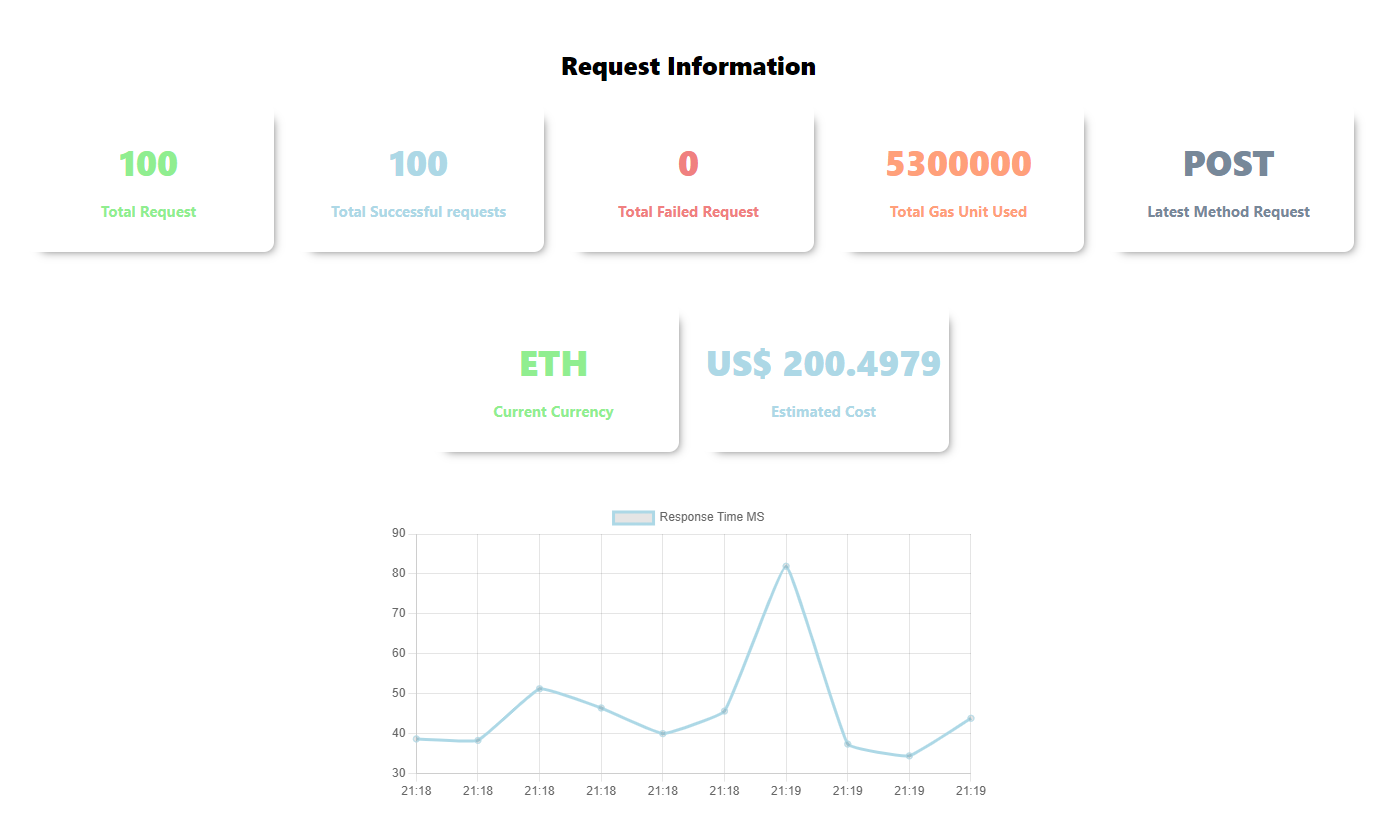 Request Information
100
Total Request
100
Total Successful requests
0
Total Failed Request
5300000
Total Gas Unit Used
POST
Latest Method Request
ETH
Current Currency
US$ 200.4979
Estimated Cost
Response Time MS
90
80
70
60
50
40
30
21:18 21:18 21:18 21:18 21:18 21:18 21:19 21:19 21:19 21:19